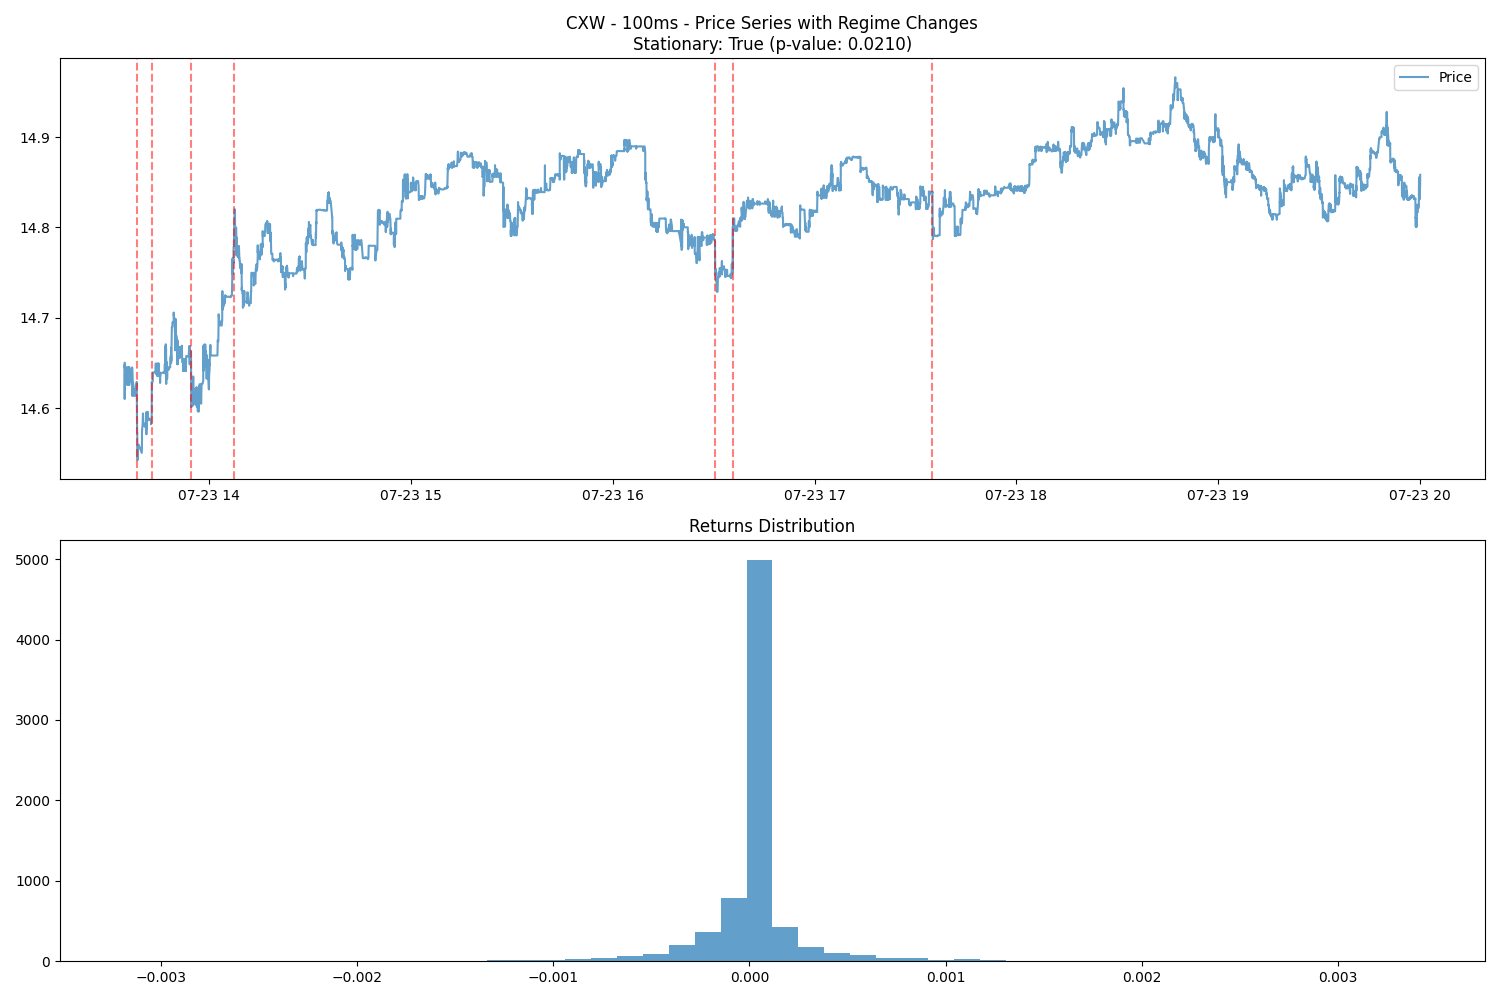 CXW - 100ms - Price Series with Regime Changes
Stationary: True (p-value: 0.0210)
Price
14.9
14.8
14.7
14.6
07-23 14 07-23 15 07-23 16 07-23 17 07-23 18 07-23 19 07-23 20
Returns Distribution
5000
4000
3000
2000
1000
0
−0.003 −0.002 −0.001 0.000 0.001 0.002 0.003